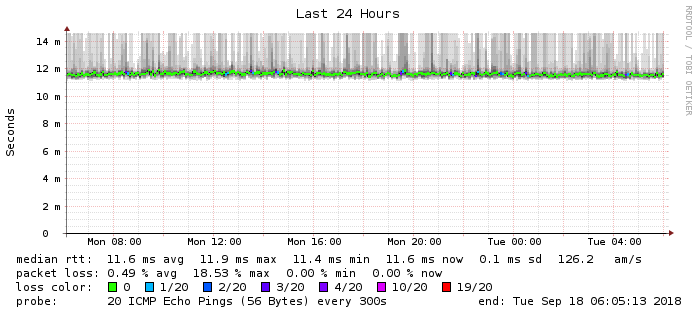 Last 24 Hours
RRDTOOL / TOBI OETIKER
Seconds
14 m
12 m
10 m
8 m
6 m
4 m
2 m
0
Mon 08:00 Mon 12:00 Mon 16:00 Mon 20:00 Tue 00:00 Tue 04:00
median rtt: 11.6 ms avg 11.9 ms max 11.4 ms min 11.6 ms now 0.1 ms sd 126.2 am/s
packet loss: 0.49 % avg 18.53 % max 0.00 % min 0.00 % now
loss color: 0 1/20 2/20 3/20 4/20 10/20 19/20
probe: 20 ICMP Echo Pings (56 Bytes) every 300s end: Tue Sep 18 06:05:13 2018